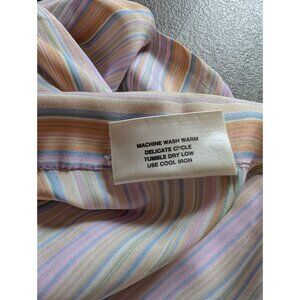 MACHINE WASH WARM
DELICATE CYCLE
TUMBLE DRY LOW
USE COOL IRON